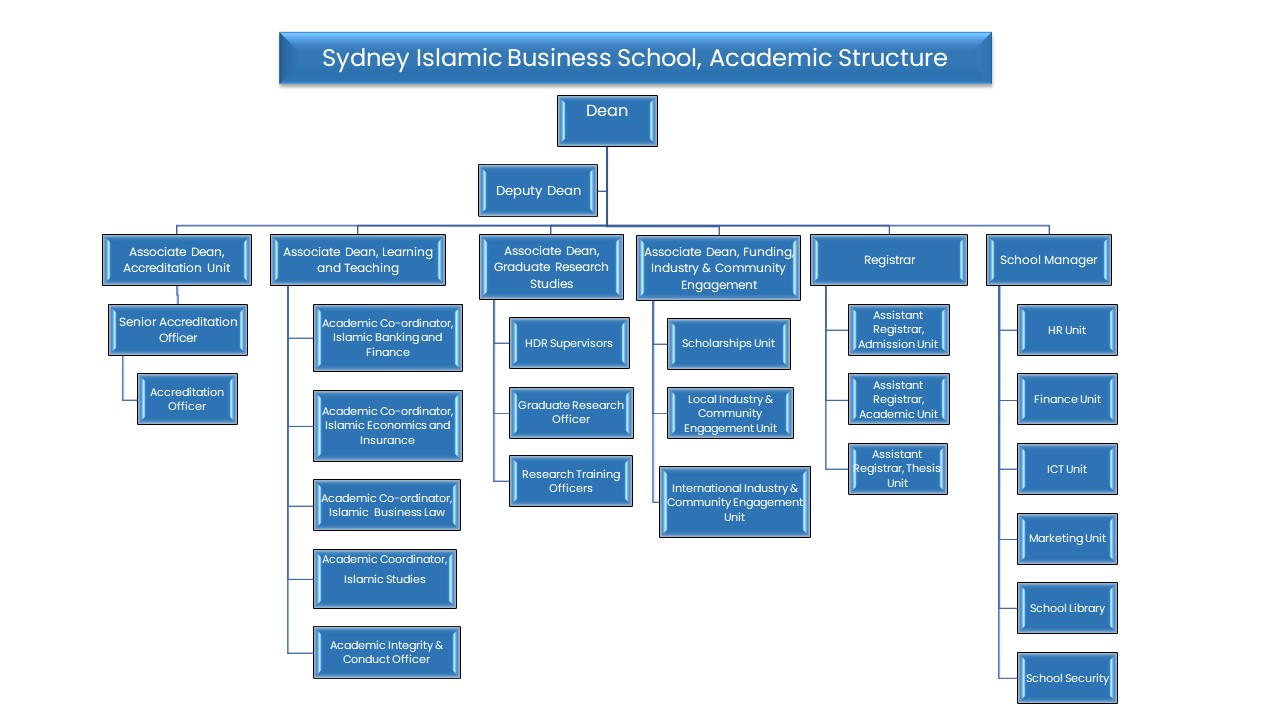 Sydney Islamic Business School, Academic Structure
Dean
Deputy Dean
Associate Dean,
Accreditation Unit
Senior Accreditation
Officer
Accreditation
Officer
Associate Dean, Learning
and Teaching
Academic Co-ordinator,
Islamic Banking and
Finance
Academic Co-ordinator,
Islamic Economics and
Insurance
Academic Co-ordinator,
Islamic Business Law
Academic Coordinator,
Islamic Studies
Academic Integrity &
Conduct Officer
Associate Dean,
Graduate Research
Studies
HDR Supervisors
Graduate Research
Officer
Research Training
Officers
Associate Dean, Funding,
Industry & Community
Engagement
Scholarships Unit
Local Industry &
Community
Engagement Unit
International Industry &
Community Engagement
Unit
Registrar
Assistant
Registrar,
Admission Unit
Assistant
Registrar,
Academic Unit
Assistant
Registrar, Thesis
Unit
School Manager
HR Unit
Finance Unit
ICT Unit
Marketing Unit
School Library
School Security